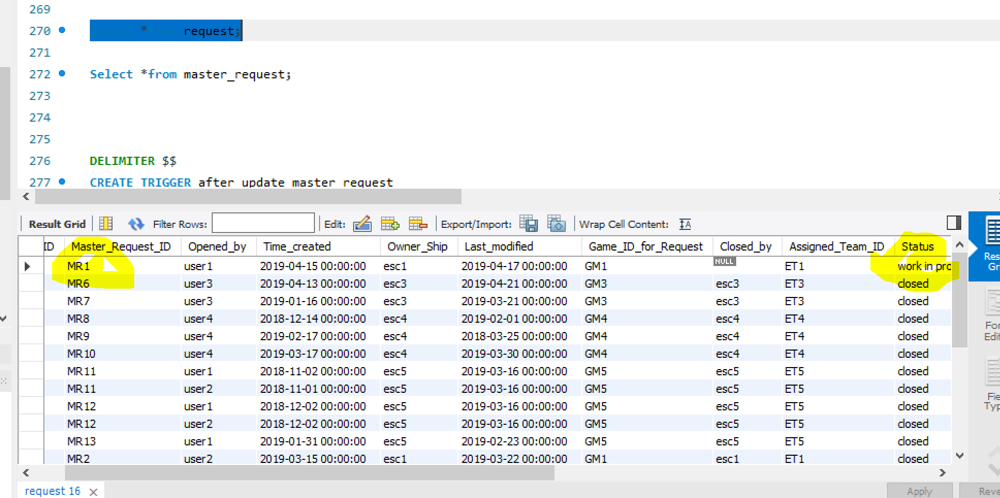 269
270 select *from request;
271
272 Select *from master_request;
273
274
275
276 DELIMITER $$
277 CREATE TRIGGER after_update_master_request
Result Grid Filter Rows: Edit: Export/Import: Wrap Cell Content: IA
ID Master_Request_ID Opened_by Time_created Owner_Ship Last_modified Game_ID_for_Request Closed_by Assigned_Team_ID Status
MR1 user1 2019-04-15 00:00:00 esc1 2019-04-17 00:00:00 GM1 NULL ET1 work in pro
MR6 user3 2019-04-13 00:00:00 esc3 2019-04-21 00:00:00 GM3 esc3 ET3 closed
MR7 user3 2019-01-16 00:00:00 esc3 2019-03-21 00:00:00 GM3 esc3 ET3 closed
MR8 user4 2018-12-14 00:00:00 esc4 2019-02-01 00:00:00 GM4 esc4 ET4 closed
MR9 user4 2019-02-17 00:00:00 esc4 2018-03-25 00:00:00 GM4 esc4 ET4 closed
MR10 user4 2019-03-17 00:00:00 esc4 2019-03-30 00:00:00 GM4 esc4 ET4 closed
MR11 user1 2018-11-02 00:00:00 esc5 2019-03-16 00:00:00 GM5 esc5 ET5 closed
MR11 user2 2018-11-01 00:00:00 esc5 2019-03-16 00:00:00 GM5 esc5 ET5 closed
MR12 user1 2018-12-02 00:00:00 esc5 2019-03-16 00:00:00 GM5 esc5 ET5 closed
MR12 user2 2018-12-02 00:00:00 esc5 2019-03-16 00:00:00 GM5 esc5 ET5 closed
MR13 user1 2019-01-31 00:00:00 esc5 2019-02-23 00:00:00 GM5 esc5 ET5 closed
MR2 user2 2019-03-15 00:00:00 esc1 2019-03-22 00:00:00 GM1 esc1 ET1 closed
Res
Gri
For
Edit
Fie
Typ
request 16
Apply Reve